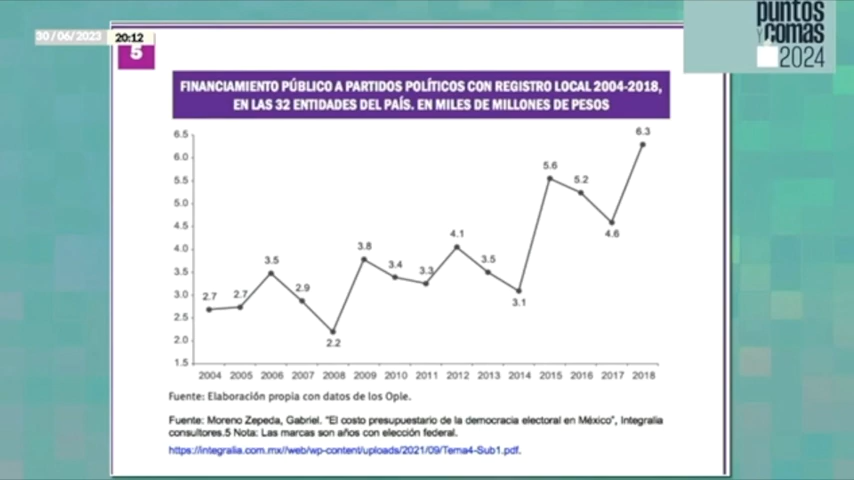 30/06/2023 20:12
puntos
Y comas
2024
5
FINANCIAMIENTO PÚBLICO A PARTIDOS POLÍTICOS CON REGISTRO LOCAL 2004-2018,
EN LAS 32 ENTIDADES DEL PAÍS. EN MILES DE MILLONES DE PESOS
6.5
6.0
5.5
5.0
4.5
4.0
3.5
3.0
2.5
2.0
1.5
2.7 2.7 3.5 2.9 2.2 3.8 3.4 3.3 4.1 3.5 3.1 5.6 5.2 4.6 6.3
2004 2005 2006 2007 2008 2009 2010 2011 2012 2013 2014 2015 2016 2017 2018
Fuente: Elaboración propia con datos de los Ople.
Fuente: Moreno Zepeda, Gabriel. "El costo presupuestario de la democracia electoral en México", Integralia
consultores.5 Nota: Las marcas son años con elección federal.
https://integralia.com.mx//web/wp-content/uploads/2021/09/Tema4-Sub1.pdf.